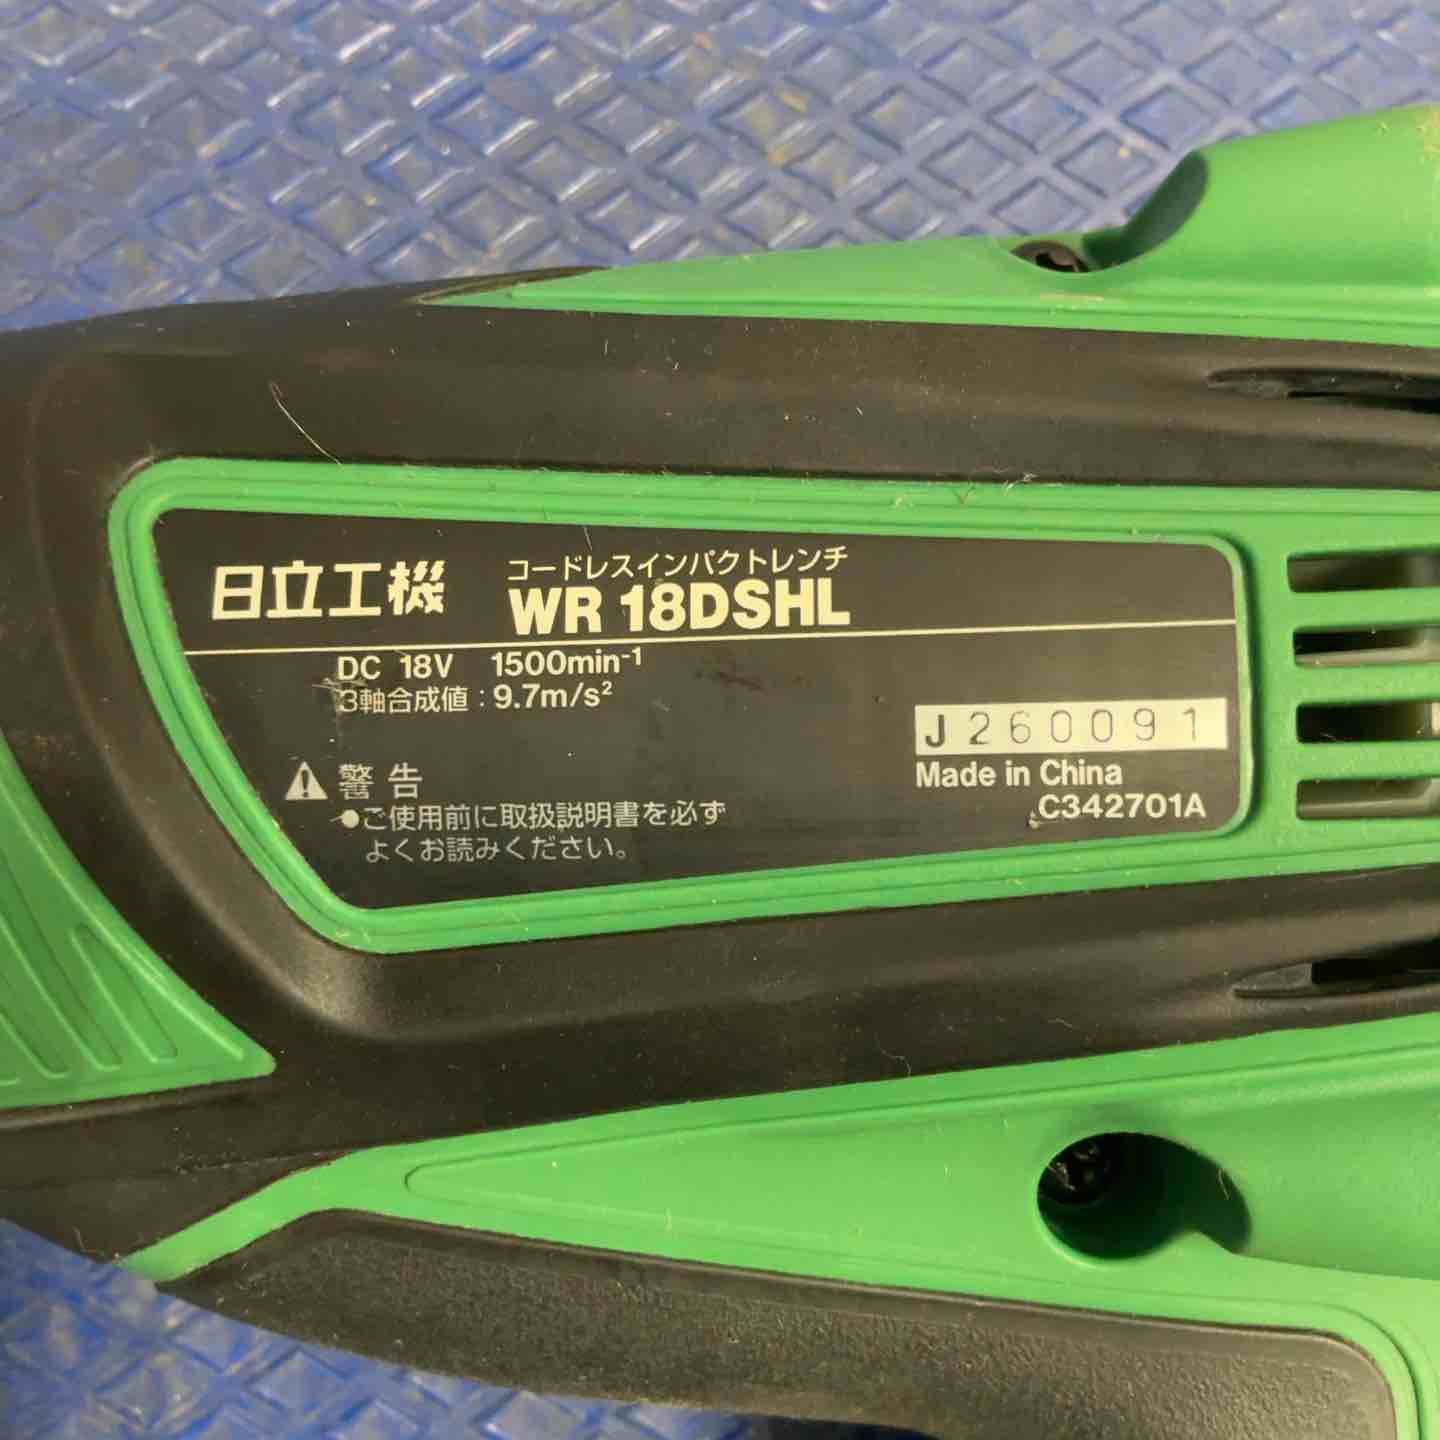 日立工機
コードレスインパクトレンチ
WR 18DSHL
DC 18V 1500min⁻¹
3軸合成値：9.7m/s²
警告
●ご使用前に取扱説明書を必ず
よくお読みください。
J260091
Made in China
C342701A